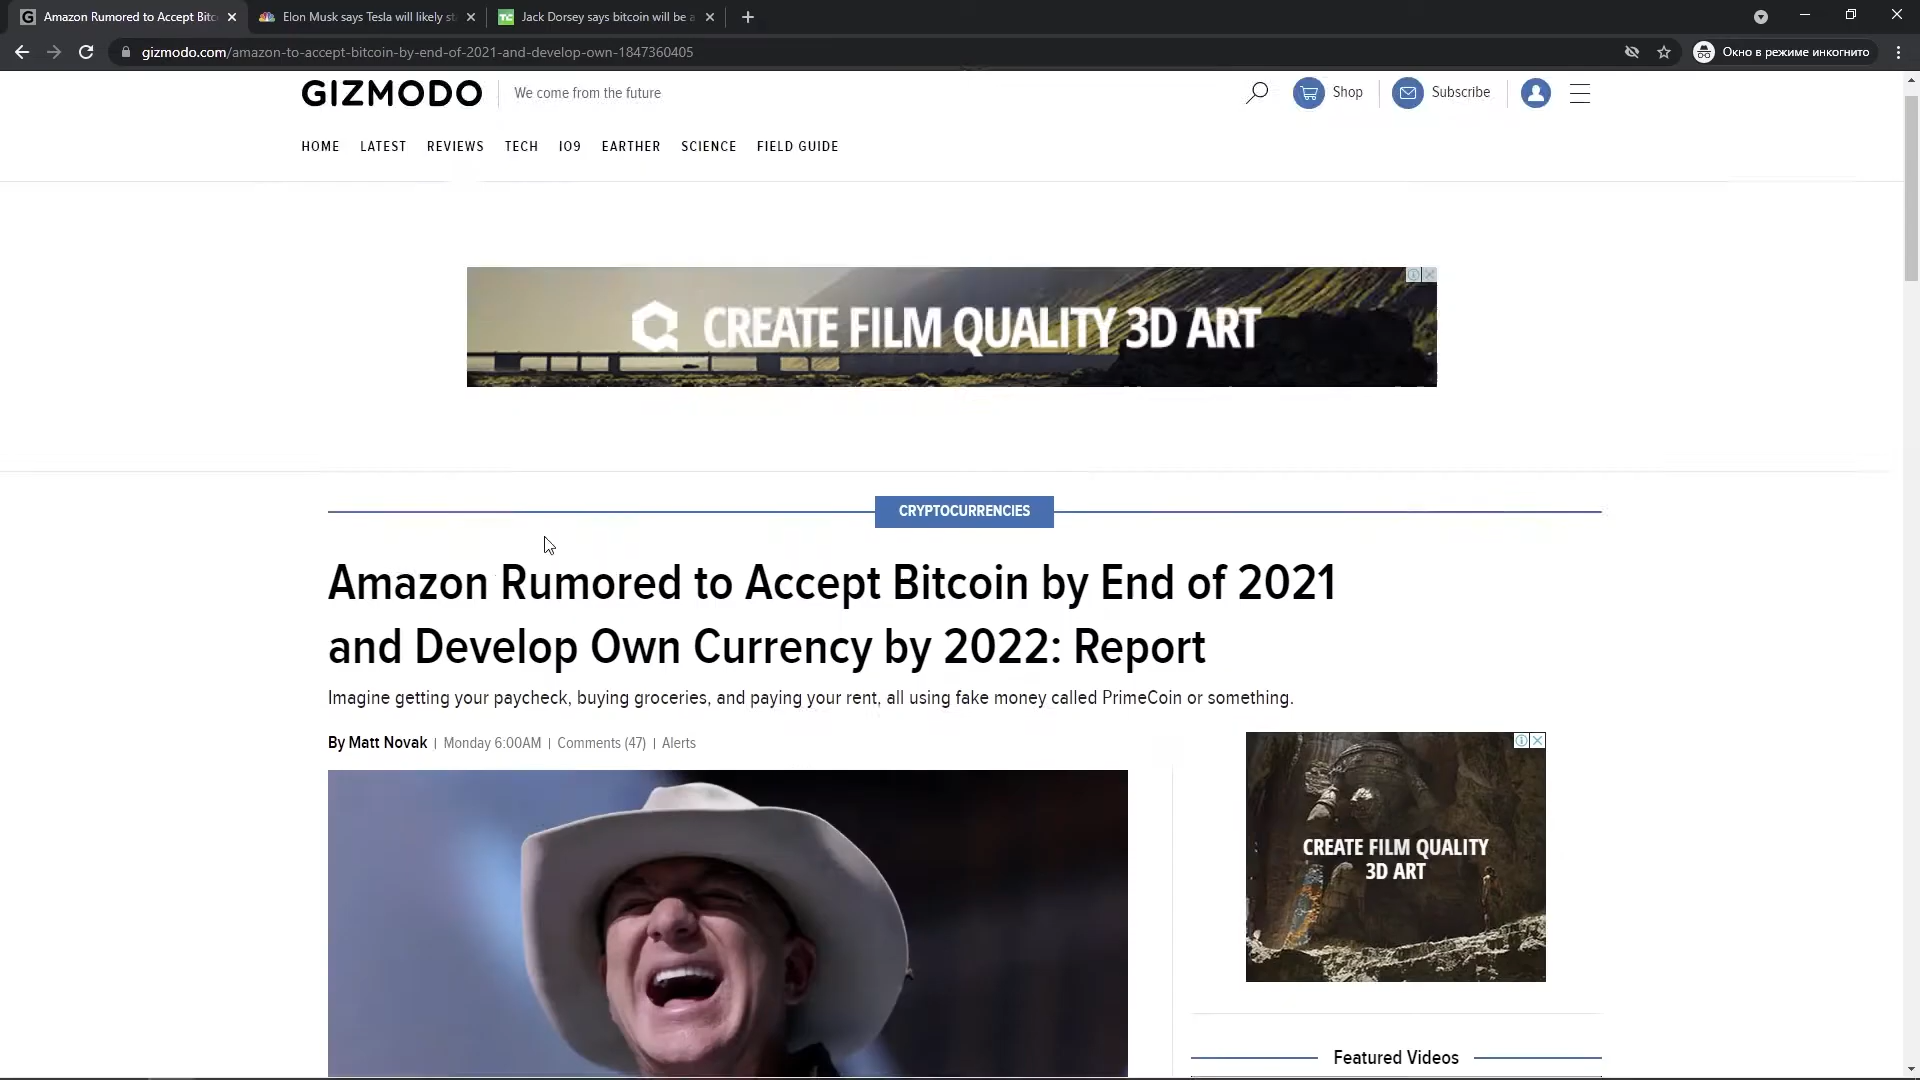 Amazon Rumored to Accept Bitc
Elon Musk says Tesla will likely st
Jack Dorsey says bitcoin will be a
gizmodo.com/amazon-to-accept-bitcoin-by-end-of-2021-and-develop-own-1847360405
Окно в режиме инкогнито
GIZMODO
We come from the future
Shop
Subscribe
HOME LATEST REVIEWS TECH IO9 EARTHER SCIENCE FIELD GUIDE
CREATE FILM QUALITY 3D ART
CRYPTOCURRENCIES
Amazon Rumored to Accept Bitcoin by End of 2021
and Develop Own Currency by 2022: Report
Imagine getting your paycheck, buying groceries, and paying your rent, all using fake money called PrimeCoin or something.
By Matt Novak | Monday 6:00AM | Comments (47) | Alerts
CREATE FILM QUALITY
3D ART
Featured Videos